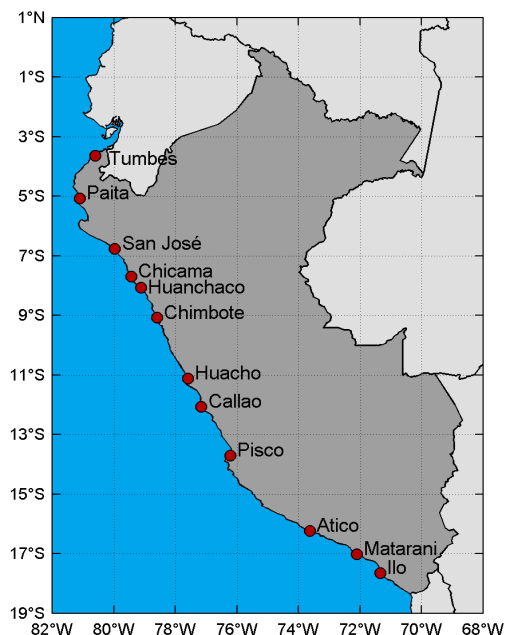 1°N
1°S
3°S
Tumbes
5°S
Paita
7°S
San José
Chicama
Huanchaco
9°S
Chimbote
11°S
Huacho
Callao
13°S
Pisco
15°S
Atico
17°S
Matarani
Ilo
19°S
82°W 80°W 78°W 76°W 74°W 72°W 70°W 68°W